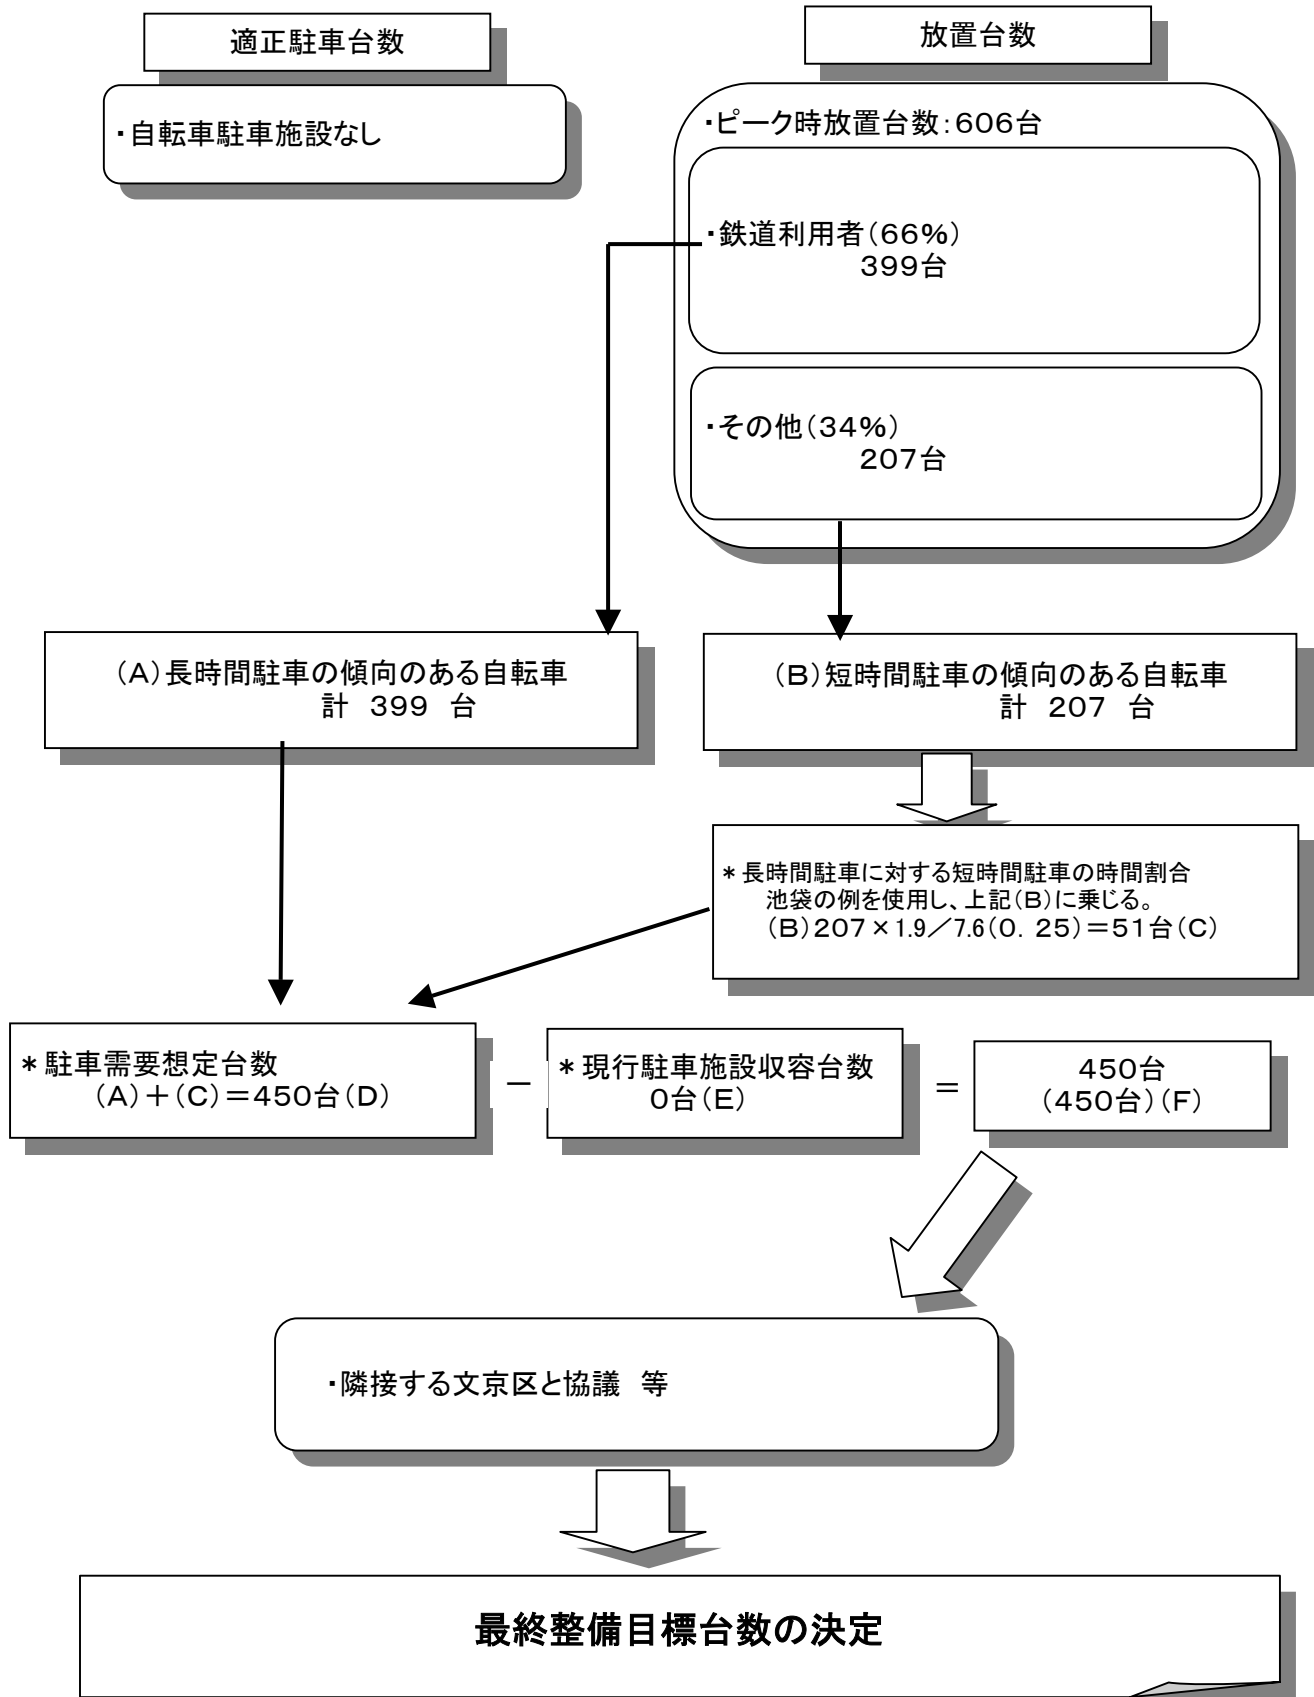 適正駐車台数
放置台数
・自転車駐車施設なし
・ピーク時放置台数：６０６台
・鉄道利用者（６６％）
３９９台
・その他（３４％）
２０７台
（Ａ）長時間駐車の傾向のある自転車
計　３９９　台
（Ｂ）短時間駐車の傾向のある自転車
計　２０７　台
＊長時間駐車に対する短時間駐車の時間割合
池袋の例を使用し、上記（Ｂ）に乗じる。
（Ｂ）２０７×1.9／7.6（０．２５）＝５１台（Ｃ）
＊駐車需要想定台数
（Ａ）＋（Ｃ）＝４５０台（Ｄ）
－
＊現行駐車施設収容台数
０台（Ｅ）
＝
４５０台
（４５０台）（Ｆ）
・隣接する文京区と協議　等
最終整備目標台数の決定